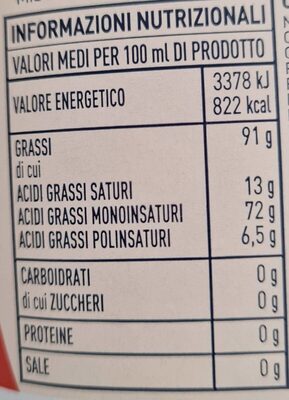 INFORMAZIONI NUTRIZIONALI
VALORI MEDI PER 100 ml DI PRODOTTO
VALORE ENERGETICO 3378 kJ
822 kcal
GRASSI 91 g
di cui
ACIDI GRASSI SATURI 13 g
ACIDI GRASSI MONOINSATURI 72 g
ACIDI GRASSI POLINSATURI 6,5 g
CARBOIDRATI 0 g
di cui ZUCCHERI 0 g
PROTEINE 0 g
SALE 0 g